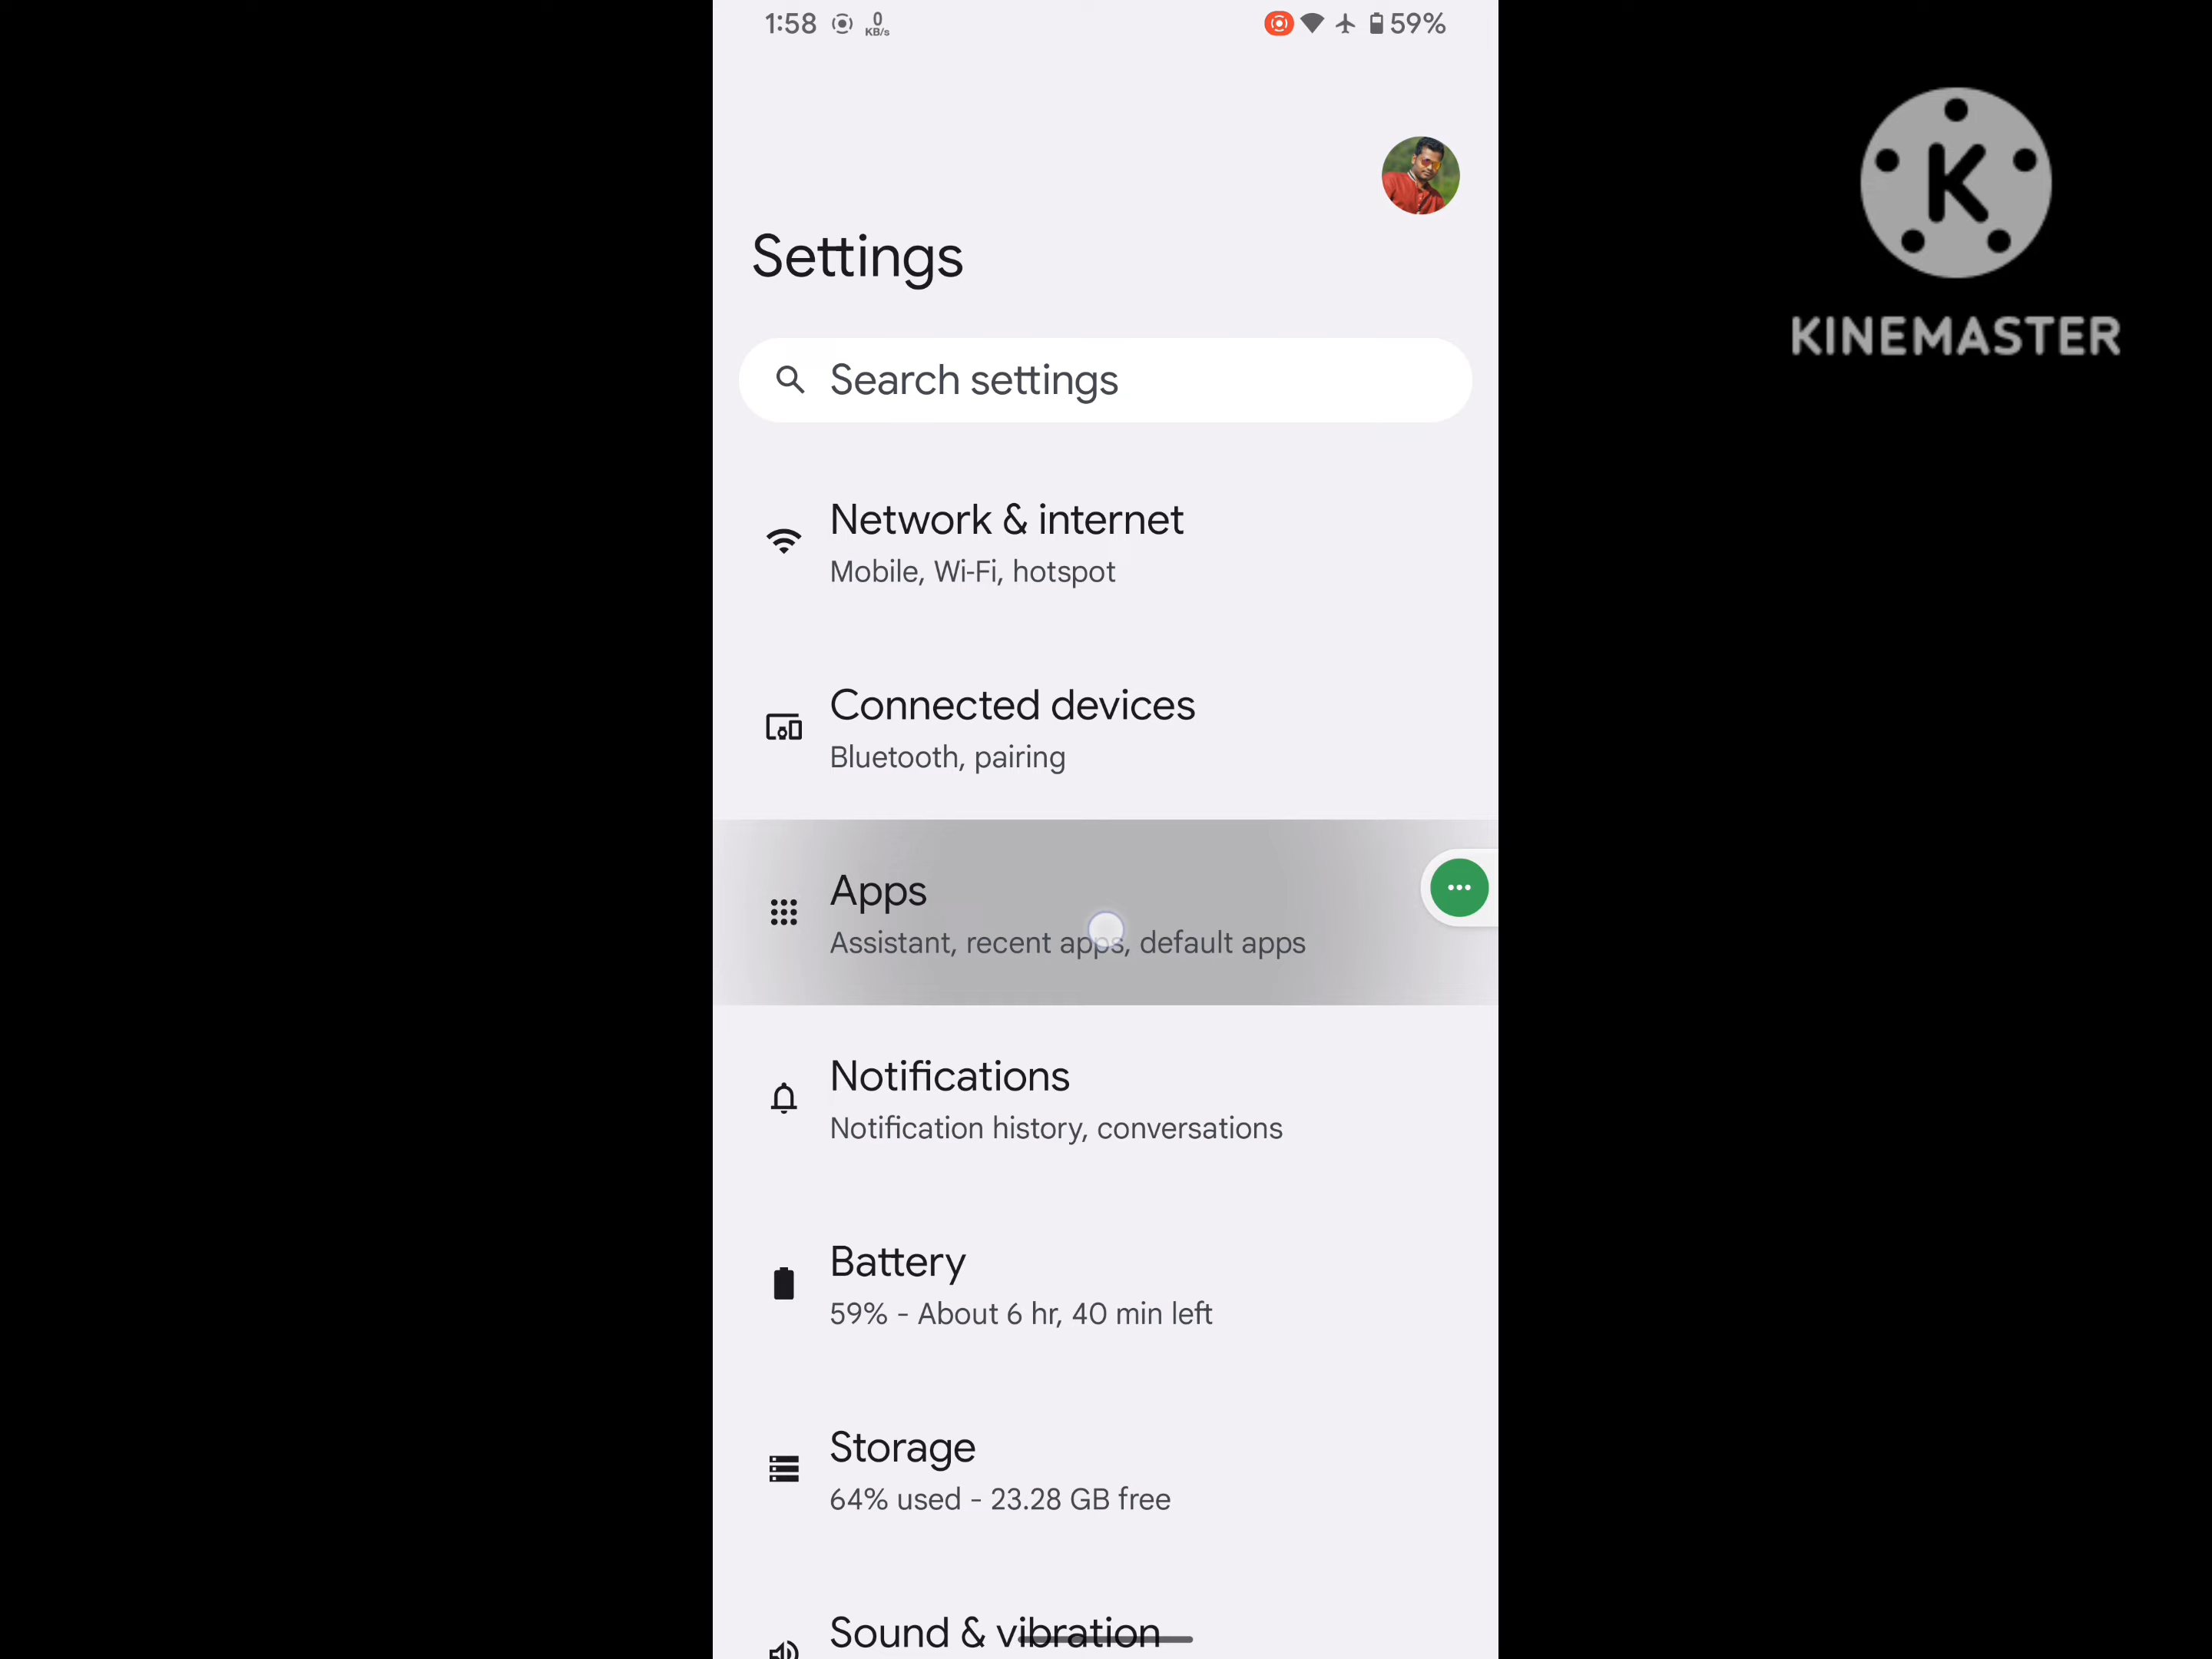 1:58 0 KB/s 59%
KINEMASTER
Settings
Search settings
Network & internet
Mobile, Wi-Fi, hotspot
Connected devices
Bluetooth, pairing
Apps
Assistant, recent apps, default apps
Notifications
Notification history, conversations
Battery
59% - About 6 hr, 40 min left
Storage
64% used - 23.28 GB free
Sound & vibration